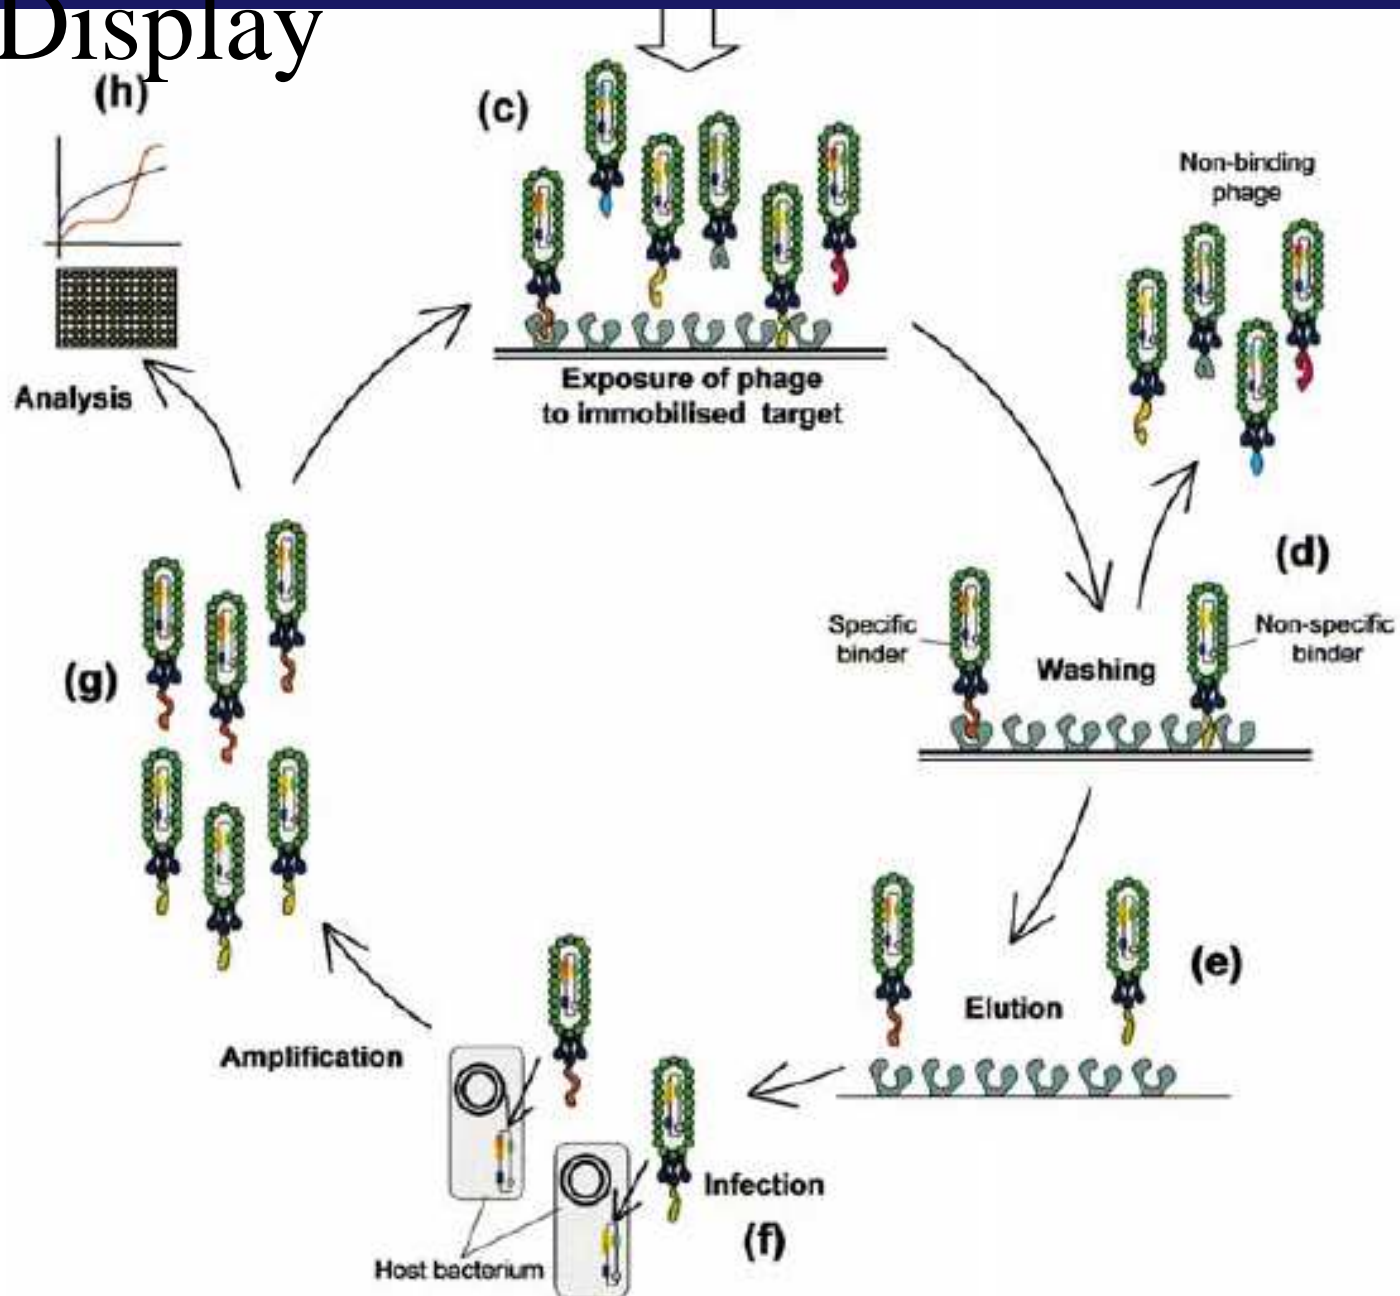 Display
(h)
(c)
Non-binding
phage
Analysis
Exposure of phage
to immobilised target
(d)
Specific
binder
Washing
Non-specific
binder
(g)
(e)
Elution
Amplification
Infection
(f)
Host bacterium